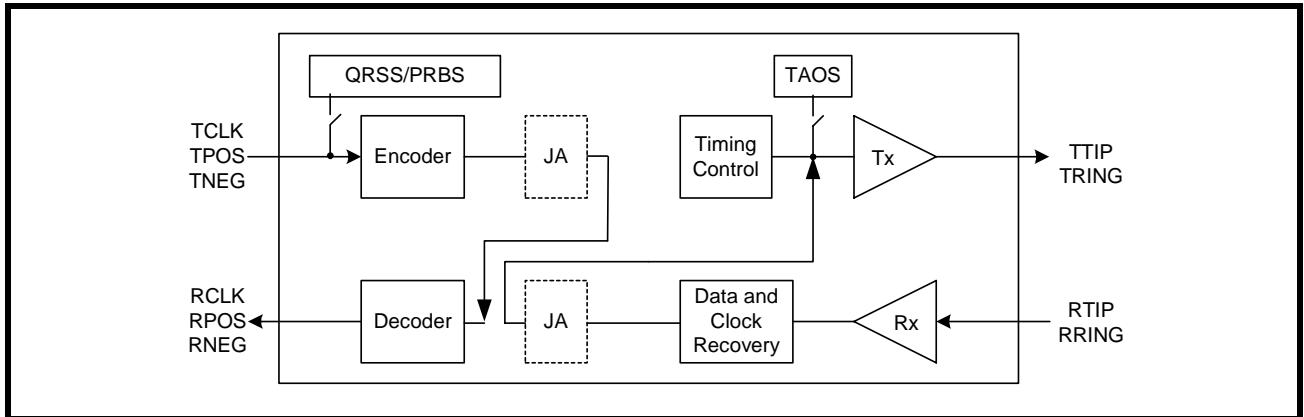 QRSS/PRBS
TAOS
TCLK
TPOS
TNEG
Encoder
JA
Timing
Control
Tx
TTIP
TRING
RCLK
RPOS
RNEG
Decoder
JA
Data and
Clock
Recovery
Rx
RTIP
RRING